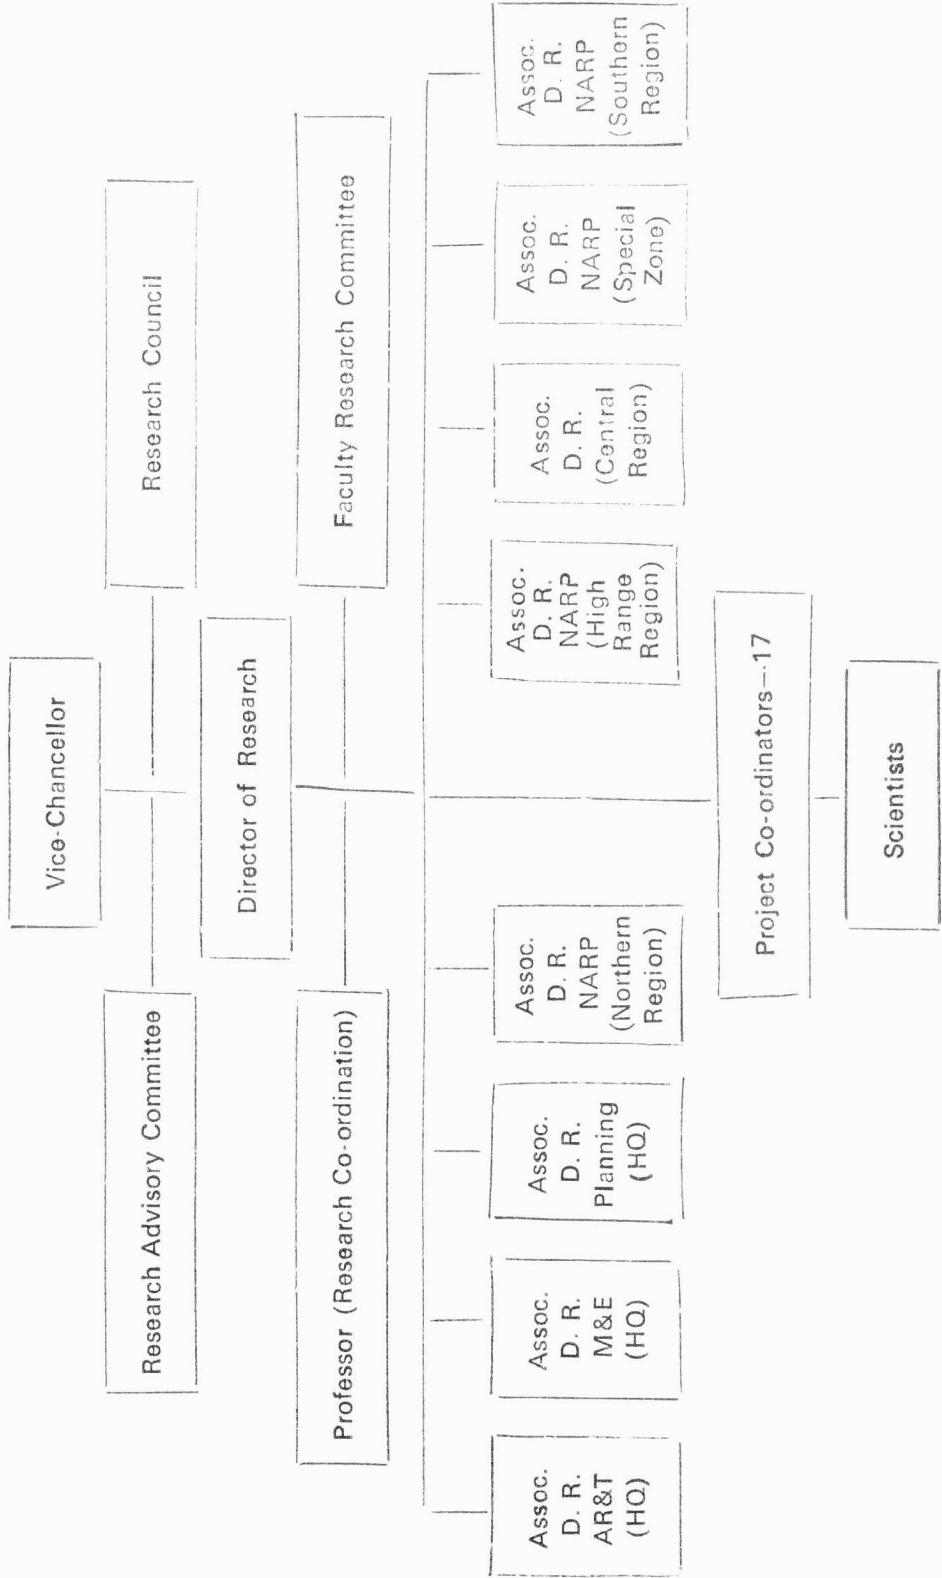 Vice-Chancellor
Research Advisory Committee
Research Council
Director of Research
Professor (Research Co-ordination)
Faculty Research Committee
Assoc.
D. R.
AR&T
(HQ)
Assoc.
D. R.
M&E
(HQ)
Assoc.
D. R.
Planning
(HQ)
Assoc.
D. R.
NARP
(Northern
Region)
Assoc.
D. R.
NARP
(High
Range
Region)
Assoc.
D. R.
(Central
Region)
Assoc.
D. R.
NARP
(Special
Zone)
Assoc.
D. R.
NARP
(Southern
Region)
Project Co-ordinators—17
Scientists